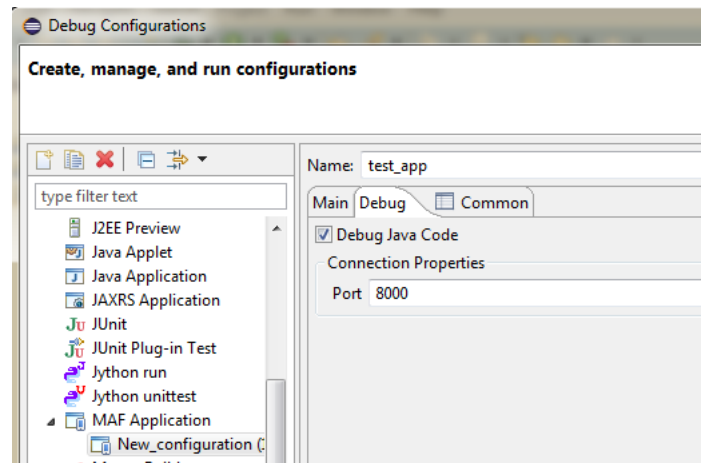 Debug Configurations
Create, manage, and run configurations
Name: test_app
type filter text
Main Debug Common
J2EE Preview
Debug Java Code
Java Applet
Connection Properties
Java Application
Port 8000
JAXRS Application
JUnit
JUnit Plug-in Test
Jython run
Jython unittest
MAF Application
New_configuration (